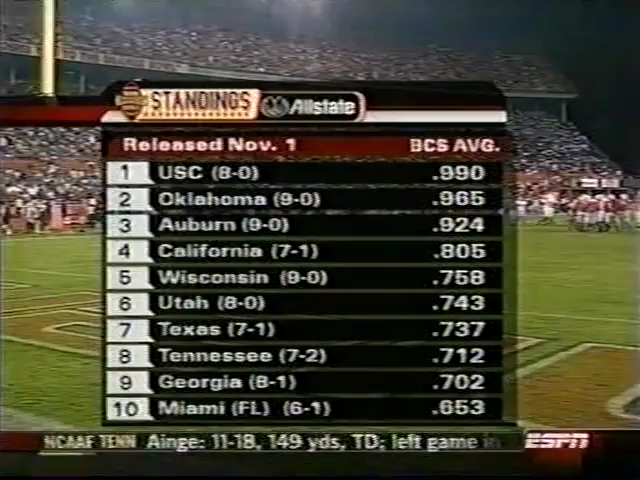 STANDINGS Allstate
Released Nov. 1 BCS AVG.
1 USC (8-0) .990
2 Oklahoma (9-0) .965
3 Auburn (9-0) .924
4 California (7-1) .805
5 Wisconsin (9-0) .758
6 Utah (8-0) .743
7 Texas (7-1) .737
8 Tennessee (7-2) .712
9 Georgia (8-1) .702
10 Miami (FL) (6-1) .653
NCAAF TENN Ainge: 11-18, 149 yds, TD; left game in ESPN